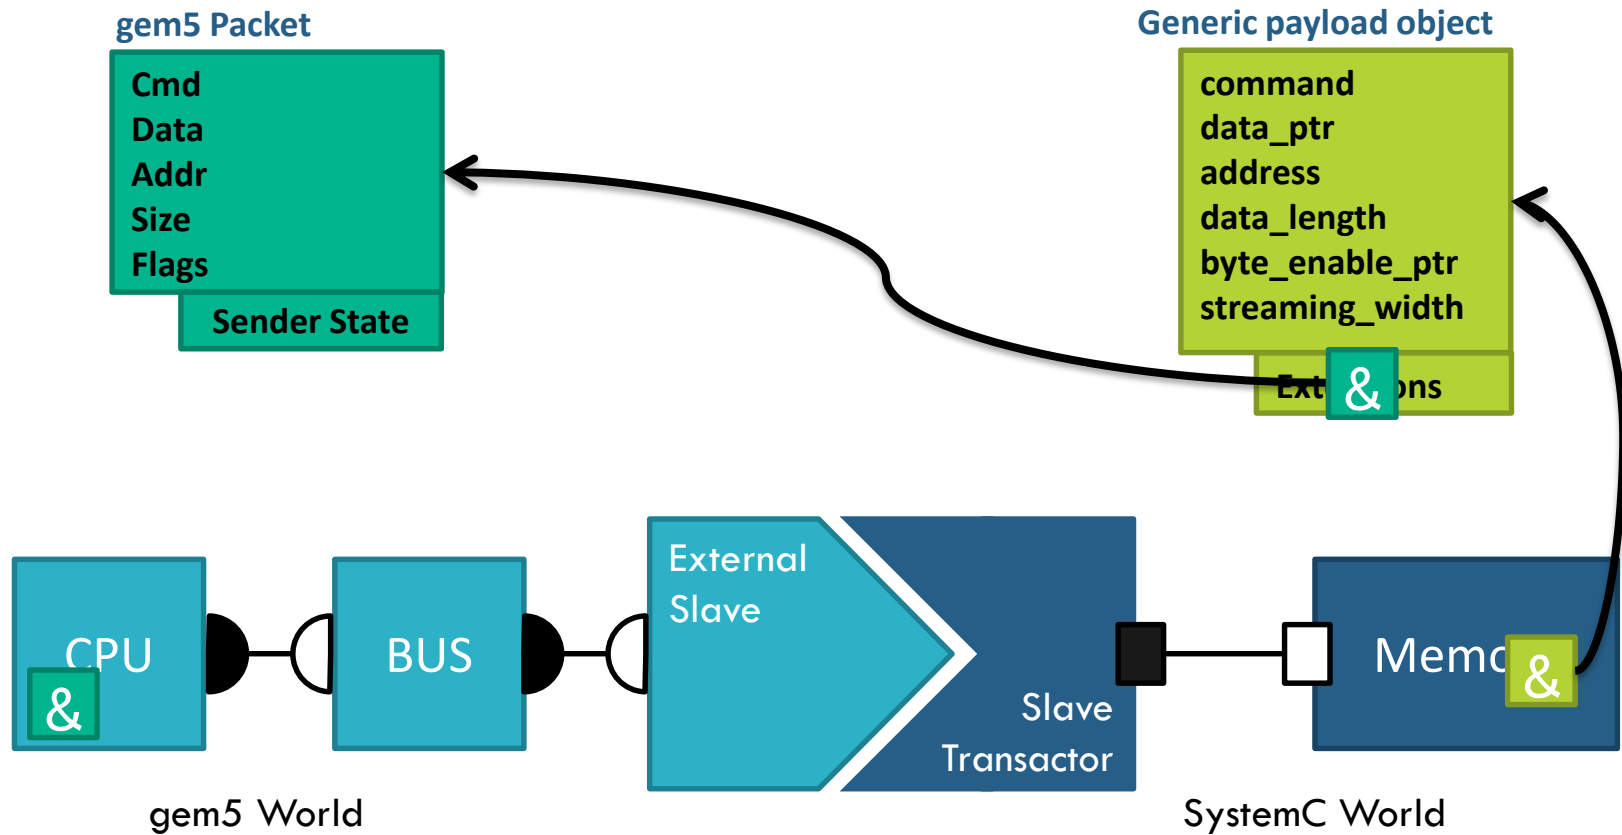 gem5 Packet
Cmd
Data
Addr
Size
Flags
Sender State
Generic payload object
command
data_ptr
address
data_length
byte_enable_ptr
streaming_width
&
CPU
&
BUS
External
Slave
Slave
Transactor
&
gem5 World
SystemC World